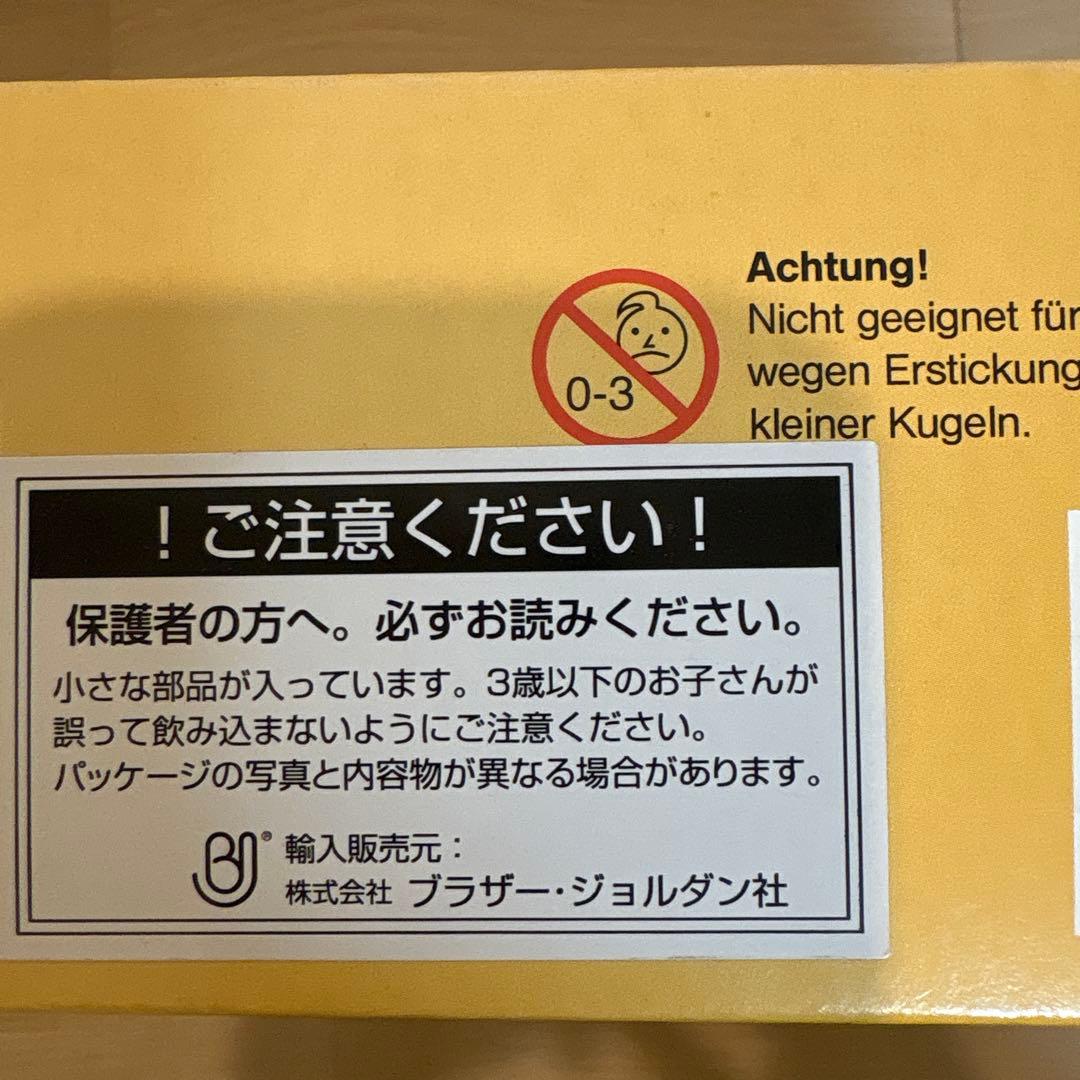 Achtung!
Nicht geeignet für
wegen Erstickung
kleiner Kugeln.
0-3
！ご注意ください！
保護者の方へ。必ずお読みください。
小さな部品が入っています。3歳以下のお子さんが
誤って飲み込まないようにご注意ください。
パッケージの写真と内容物が異なる場合があります。
BJ® 輸入販売元：
株式会社 ブラザー・ジョルダン社